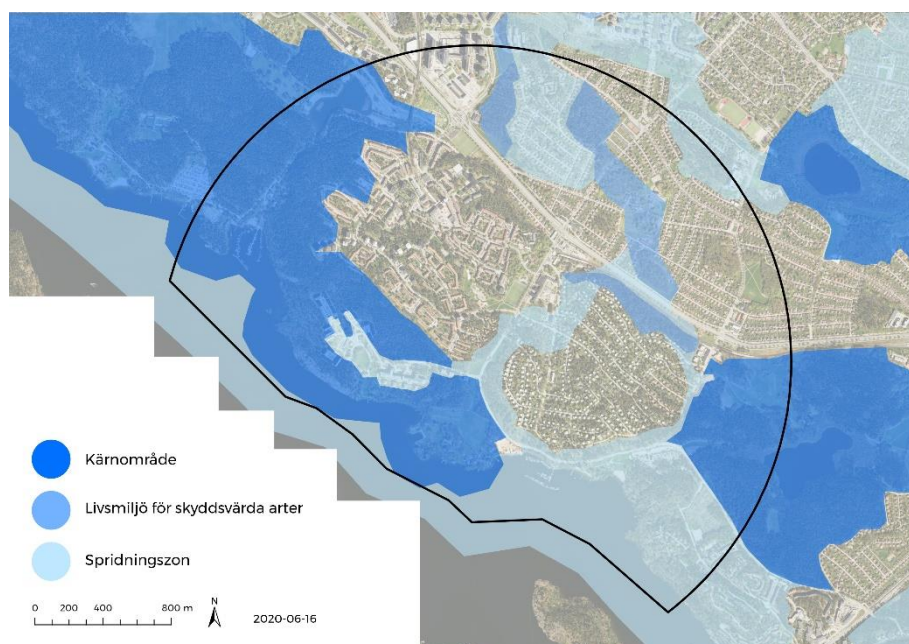 Kärnområde
Livsmiljö för skyddsvärda arter
Spridningszon
0 200 400 800 m
N
2020-06-16